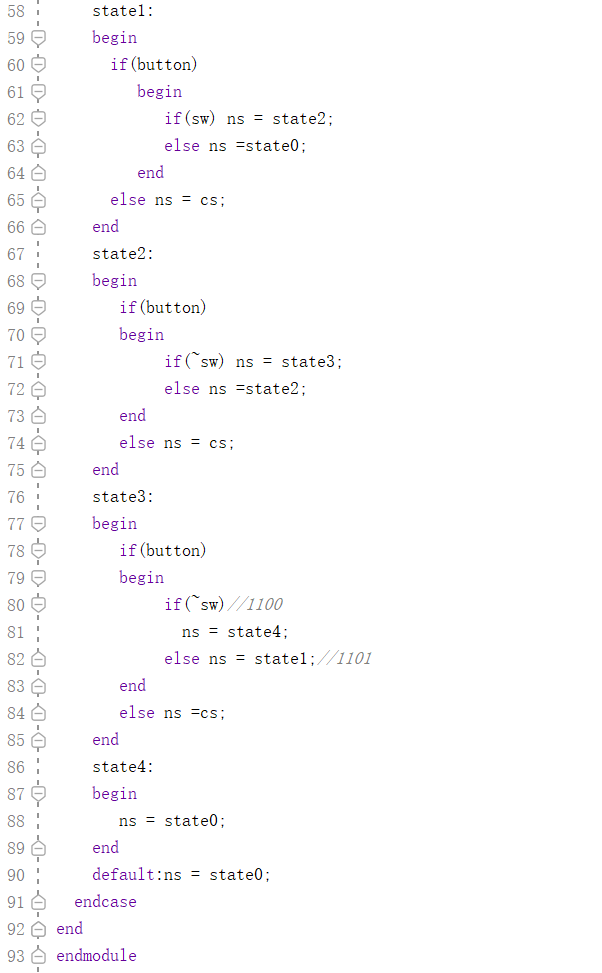 58 state1:
59 begin
60 if(button)
61 begin
62 if(sw) ns = state2;
63 else ns =state0;
64 end
65 else ns = cs;
66 end
67 state2:
68 begin
69 if(button)
70 begin
71 if(~sw) ns = state3;
72 else ns =state2;
73 end
74 else ns = cs;
75 end
76 state3:
77 begin
78 if(button)
79 begin
80 if(~sw)//1100
81 ns = state4;
82 else ns = state1;//1101
83 end
84 else ns =cs;
85 end
86 state4:
87 begin
88 ns = state0;
89 end
90 default:ns = state0;
91 endcase
92 end
93 endmodule